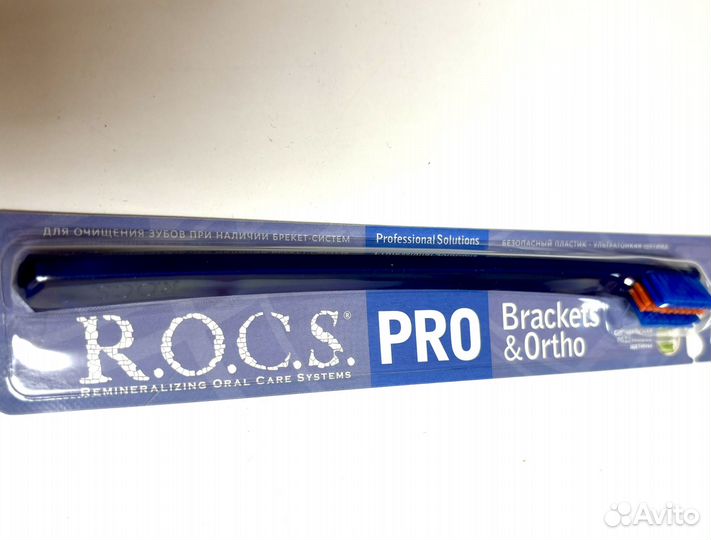 ДЛЯ ОЧИЩЕНИЯ ЗУБОВ ПРИ НАЛИЧИИ БРЕКЕТ-СИСТЕМ
Professional Solutions
БЕЗОПАСНЫЙ ПЛАСТИК - УЛЬТРАТОНКАЯ ЩЕТИНА
R.O.C.S.®
REMINERALIZING ORAL CARE SYSTEMS
PRO
Brackets
& Ortho
Avito